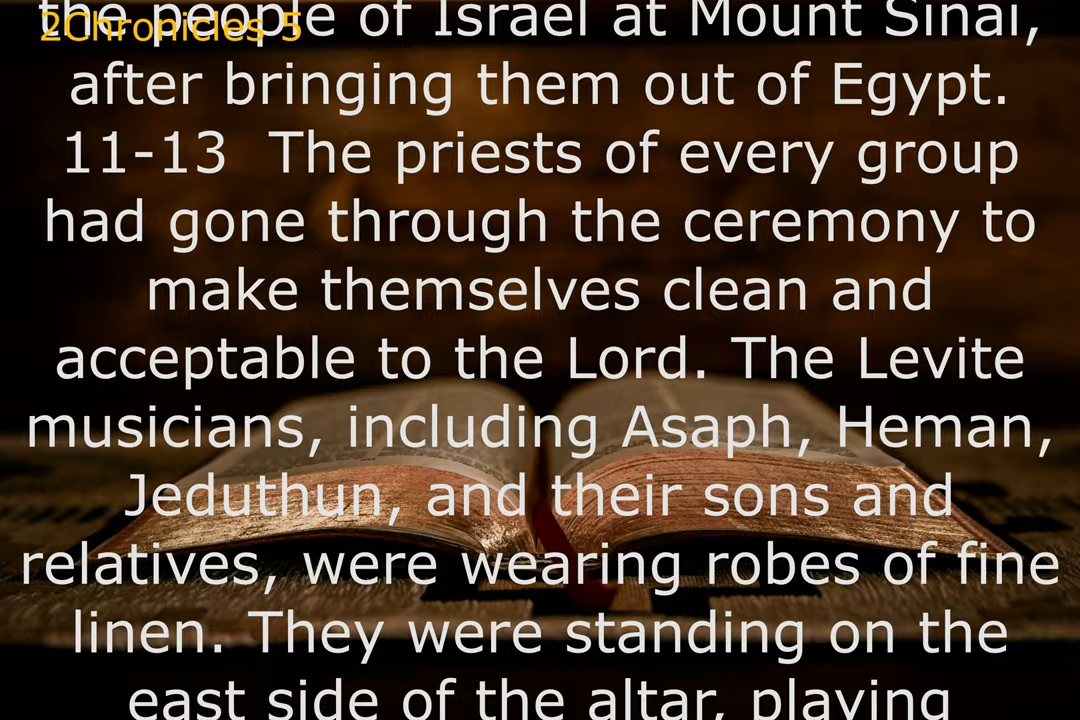 2Chronicles 5
the people of Israel at Mount Sinai,
after bringing them out of Egypt.
11-13 The priests of every group
had gone through the ceremony to
make themselves clean and
acceptable to the Lord. The Levite
musicians, including Asaph, Heman,
Jeduthun, and their sons and
relatives, were wearing robes of fine
linen. They were standing on the
east side of the altar, playing